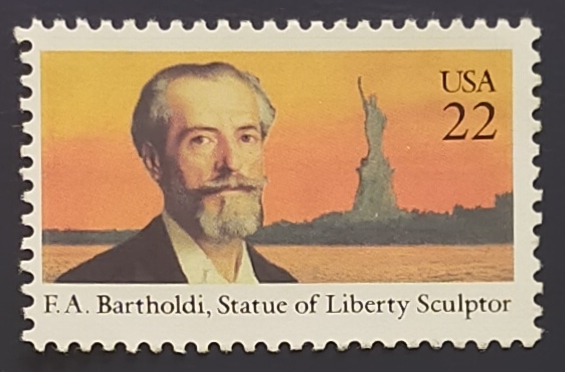 USA
22
F.A. Bartholdi, Statue of Liberty Sculptor